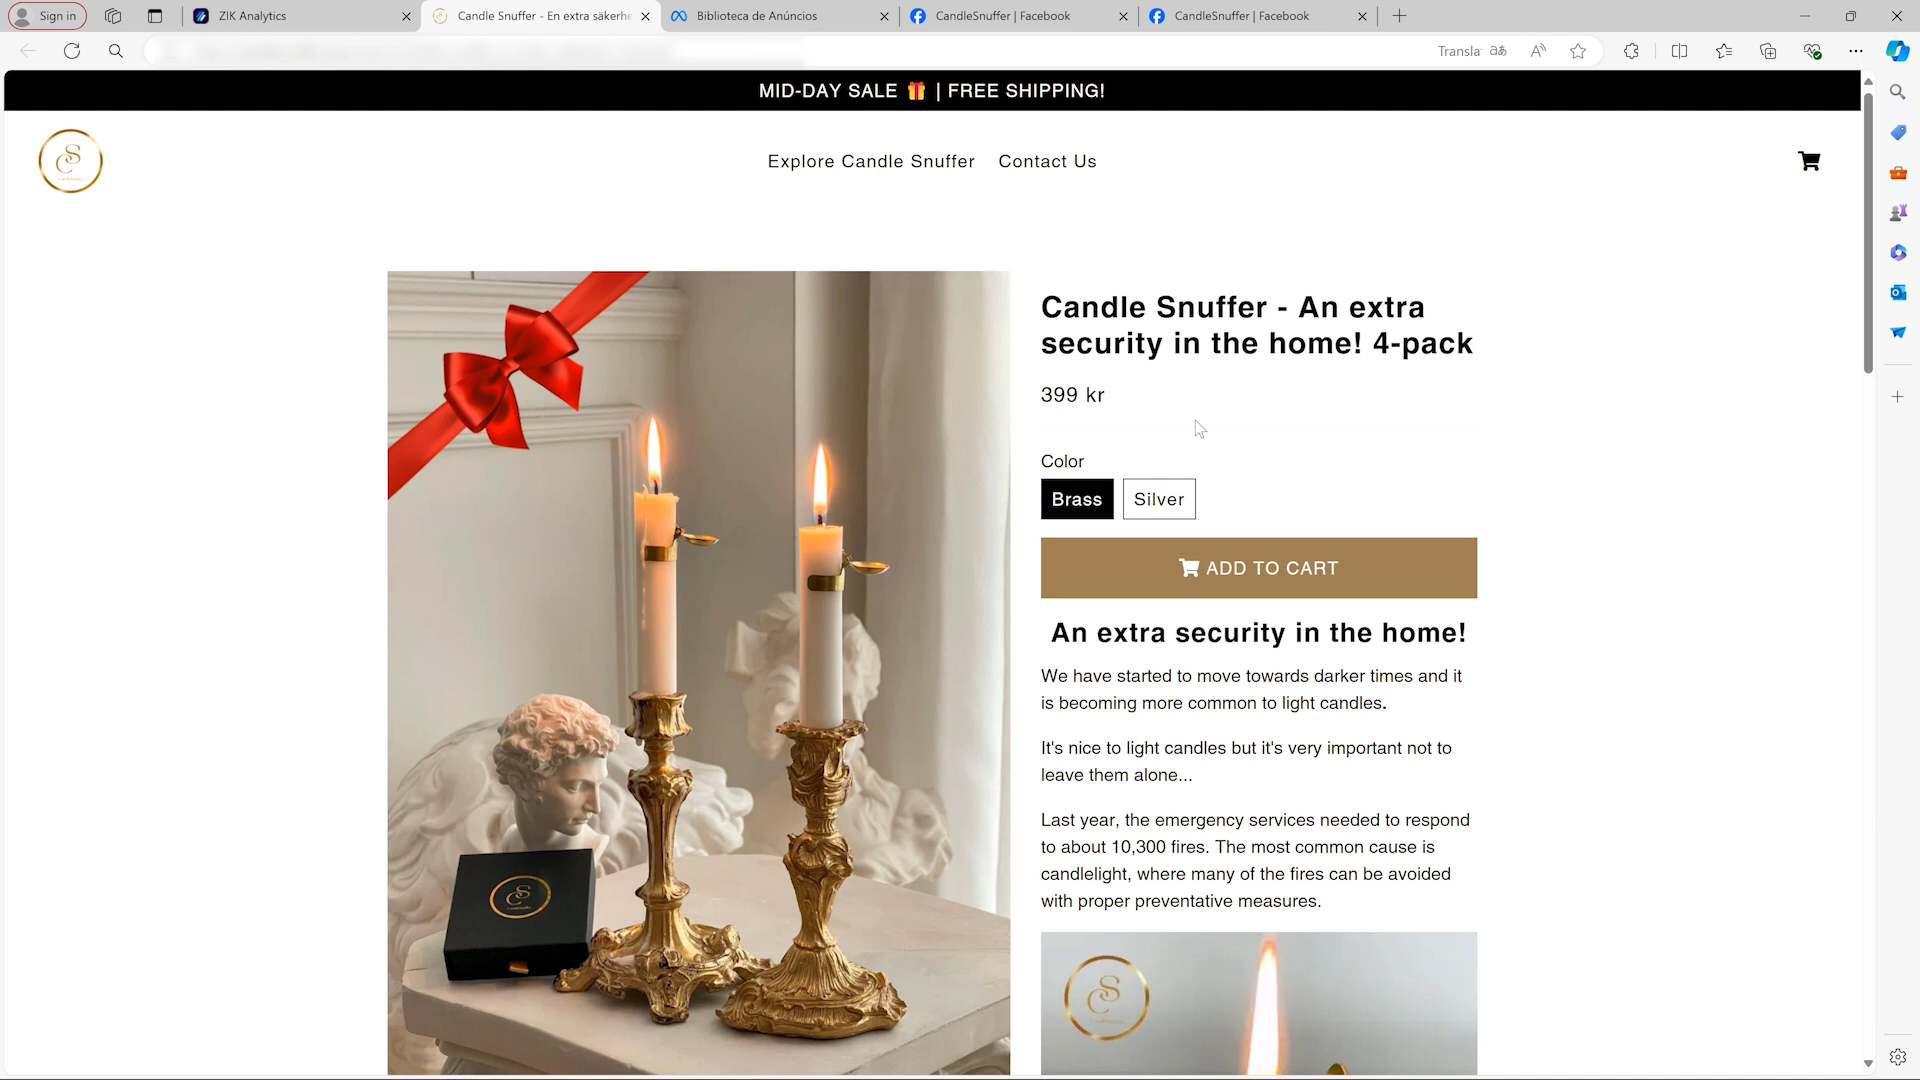 Sign in
ZIK Analytics
Candle Snuffer - En extra säkerhe
Biblioteca de Anúncios
CandleSnuffer | Facebook
CandleSnuffer | Facebook
Transla
MID-DAY SALE 🎁 | FREE SHIPPING!
Explore Candle Snuffer
Contact Us
Candle Snuffer - An extra
security in the home! 4-pack
399 kr
Color
Brass
Silver
ADD TO CART
An extra security in the home!
We have started to move towards darker times and it
is becoming more common to light candles.
It's nice to light candles but it's very important not to
leave them alone...
Last year, the emergency services needed to respond
to about 10,300 fires. The most common cause is
candlelight, where many of the fires can be avoided
with proper preventative measures.